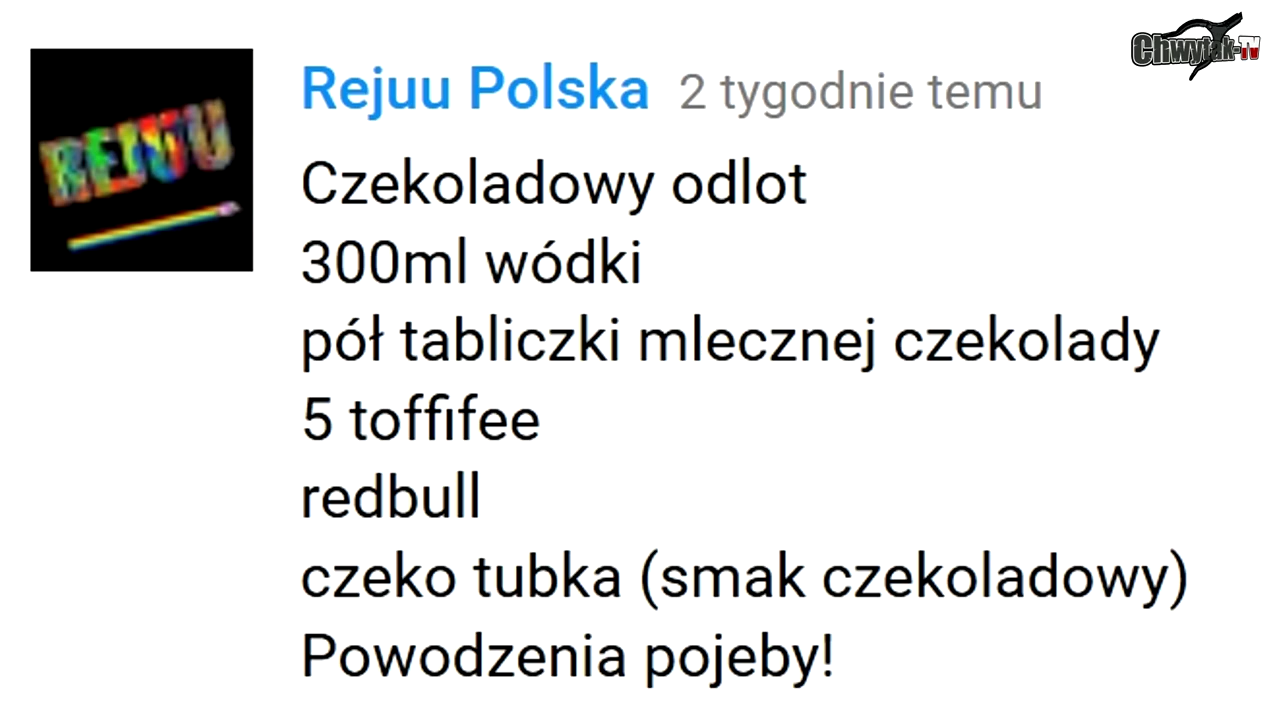 Chwytak-TV
REJUU
Rejuu Polska 2 tygodnie temu
Czekoladowy odlot
300ml wódki
pół tabliczki mlecznej czekolady
5 toffifee
redbull
czeko tubka (smak czekoladowy)
Powodzenia pojeby!